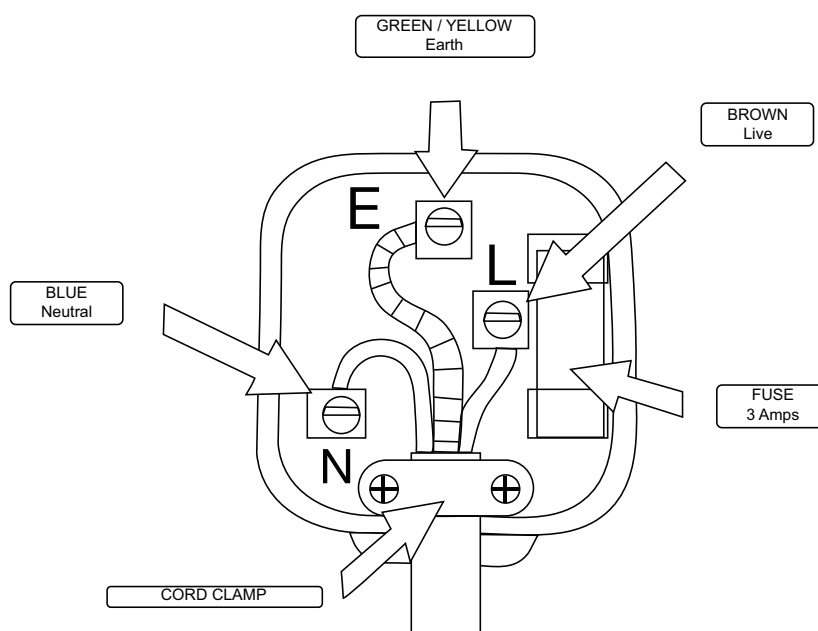 GREEN / YELLOW
Earth
BROWN
Live
E
L
BLUE
Neutral
FUSE
3 Amps
N
CORD CLAMP